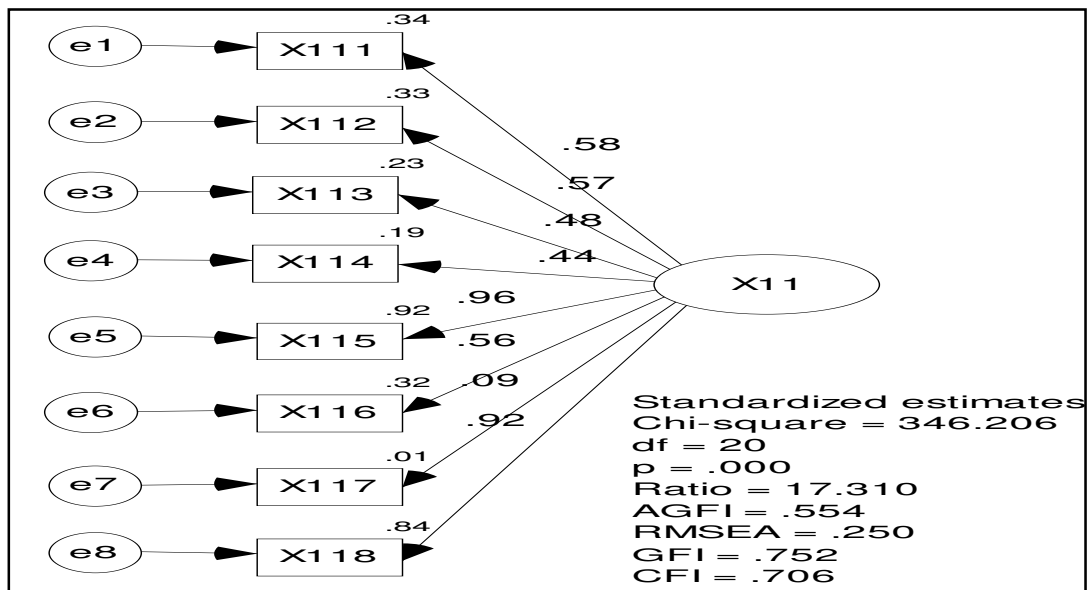 .34
e1 X111
.58
.33
e2 X112
.57
.23
e3 X113
.48
.19
e4 X114
.44
X11
.96
.92
e5 X115
.56
.32
e6 X116
.09
.92
.01
e7 X117
.84
e8 X118
Standardized estimates
Chi-square = 346.206
df = 20
p = .000
Ratio = 17.310
AGFI = .554
RMSEA = .250
GFI = .752
CFI = .706